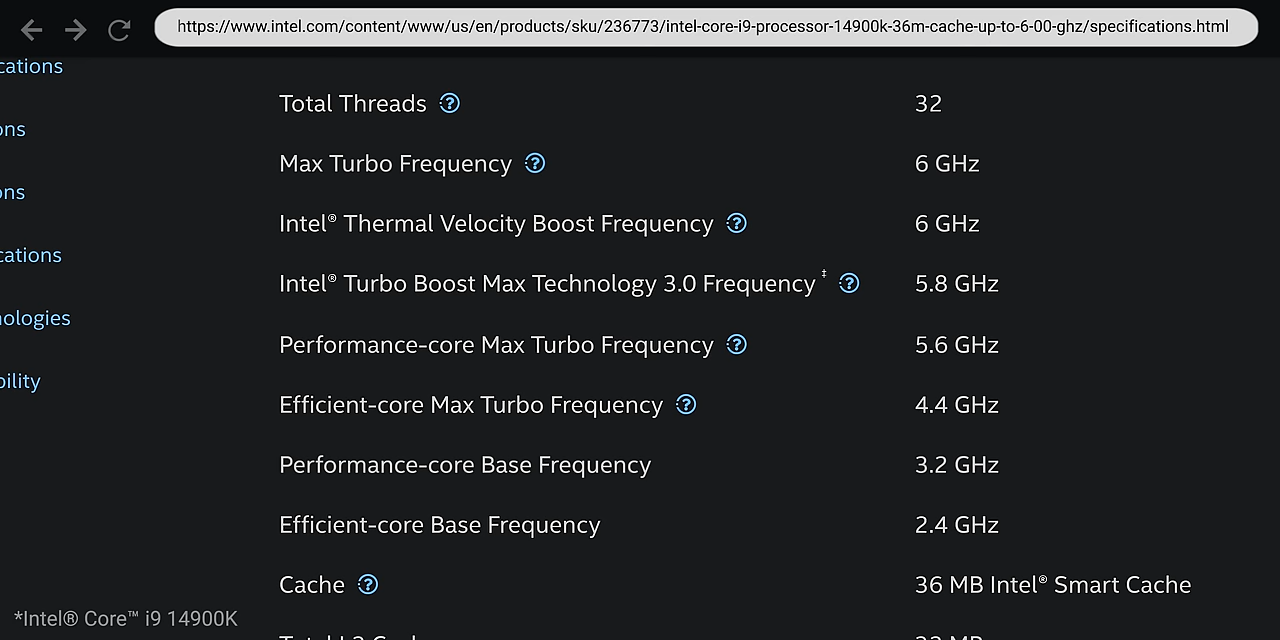 https://www.intel.com/content/www/us/en/products/sku/236773/intel-core-i9-processor-14900k-36m-cache-up-to-6-00-ghz/specifications.html
cations
Total Threads ? 32
ons
Max Turbo Frequency ? 6 GHz
ons
Intel® Thermal Velocity Boost Frequency ? 6 GHz
cations
Intel® Turbo Boost Max Technology 3.0 Frequency ‡ ? 5.8 GHz
nologies
Performance-core Max Turbo Frequency ? 5.6 GHz
bility
Efficient-core Max Turbo Frequency ? 4.4 GHz
Performance-core Base Frequency 3.2 GHz
Efficient-core Base Frequency 2.4 GHz
Cache ? 36 MB Intel® Smart Cache
*Intel® Core™ i9 14900K